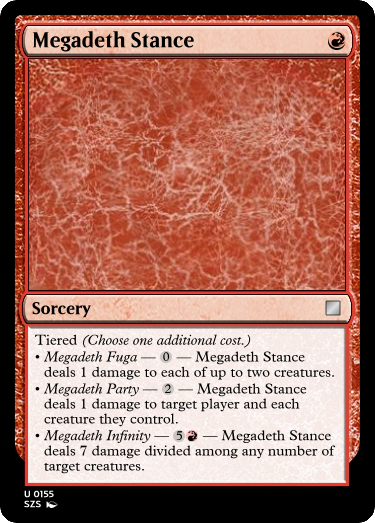 Megadeth Stance
Sorcery
Tiered (Choose one additional cost.)
• Megadeth Fuga — 0 — Megadeth Stance
deals 1 damage to each of up to two creatures.
• Megadeth Party — 2 — Megadeth Stance
deals 1 damage to target player and each
creature they control.
• Megadeth Infinity — 5 — Megadeth Stance
deals 7 damage divided among any number of
target creatures.
U 0155
SZS